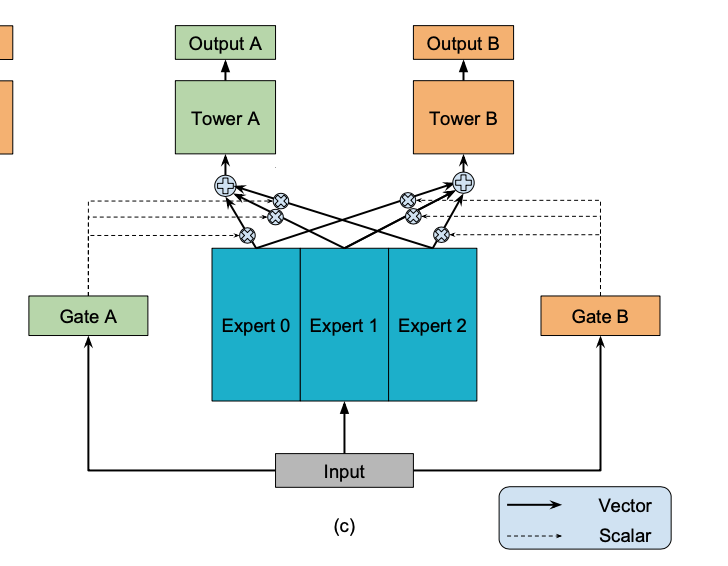 Output A
Output B
Tower A
Tower B
Gate A
Expert 0
Expert 1
Expert 2
Gate B
Input
Vector
Scalar
(c)